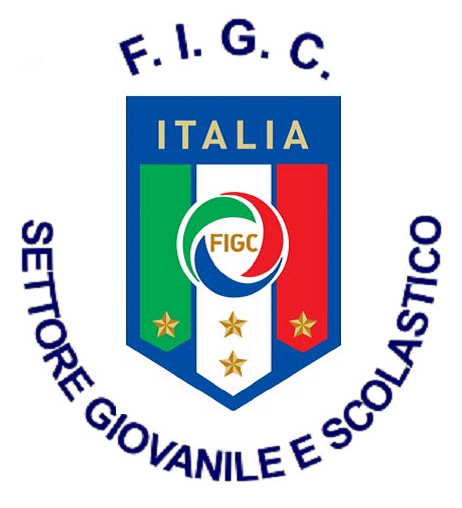 F. I. G. C.
ITALIA
FIGC
SETTORE GIOVANILE E SCOLASTICO